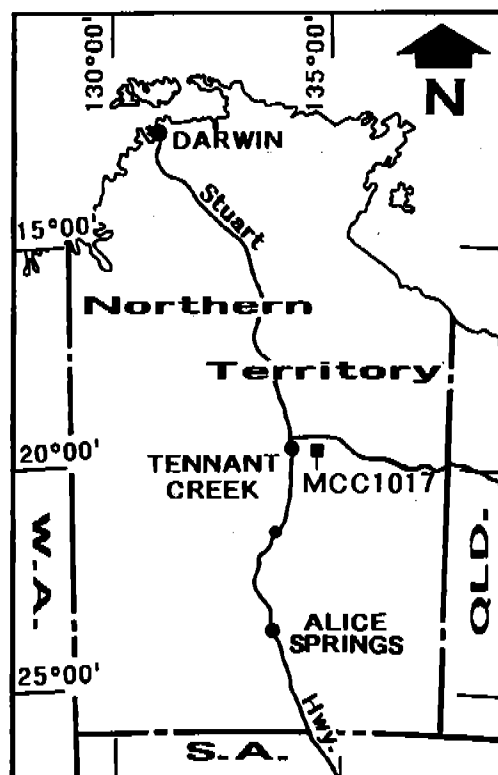 130°00'
135°00'
N
DARWIN
Stuart
15°00'
Northern
Territory
20°00'
TENNANT
CREEK
MCC1017
W.A.
QLD.
ALICE
SPRINGS
25°00'
Hwy.
S.A.